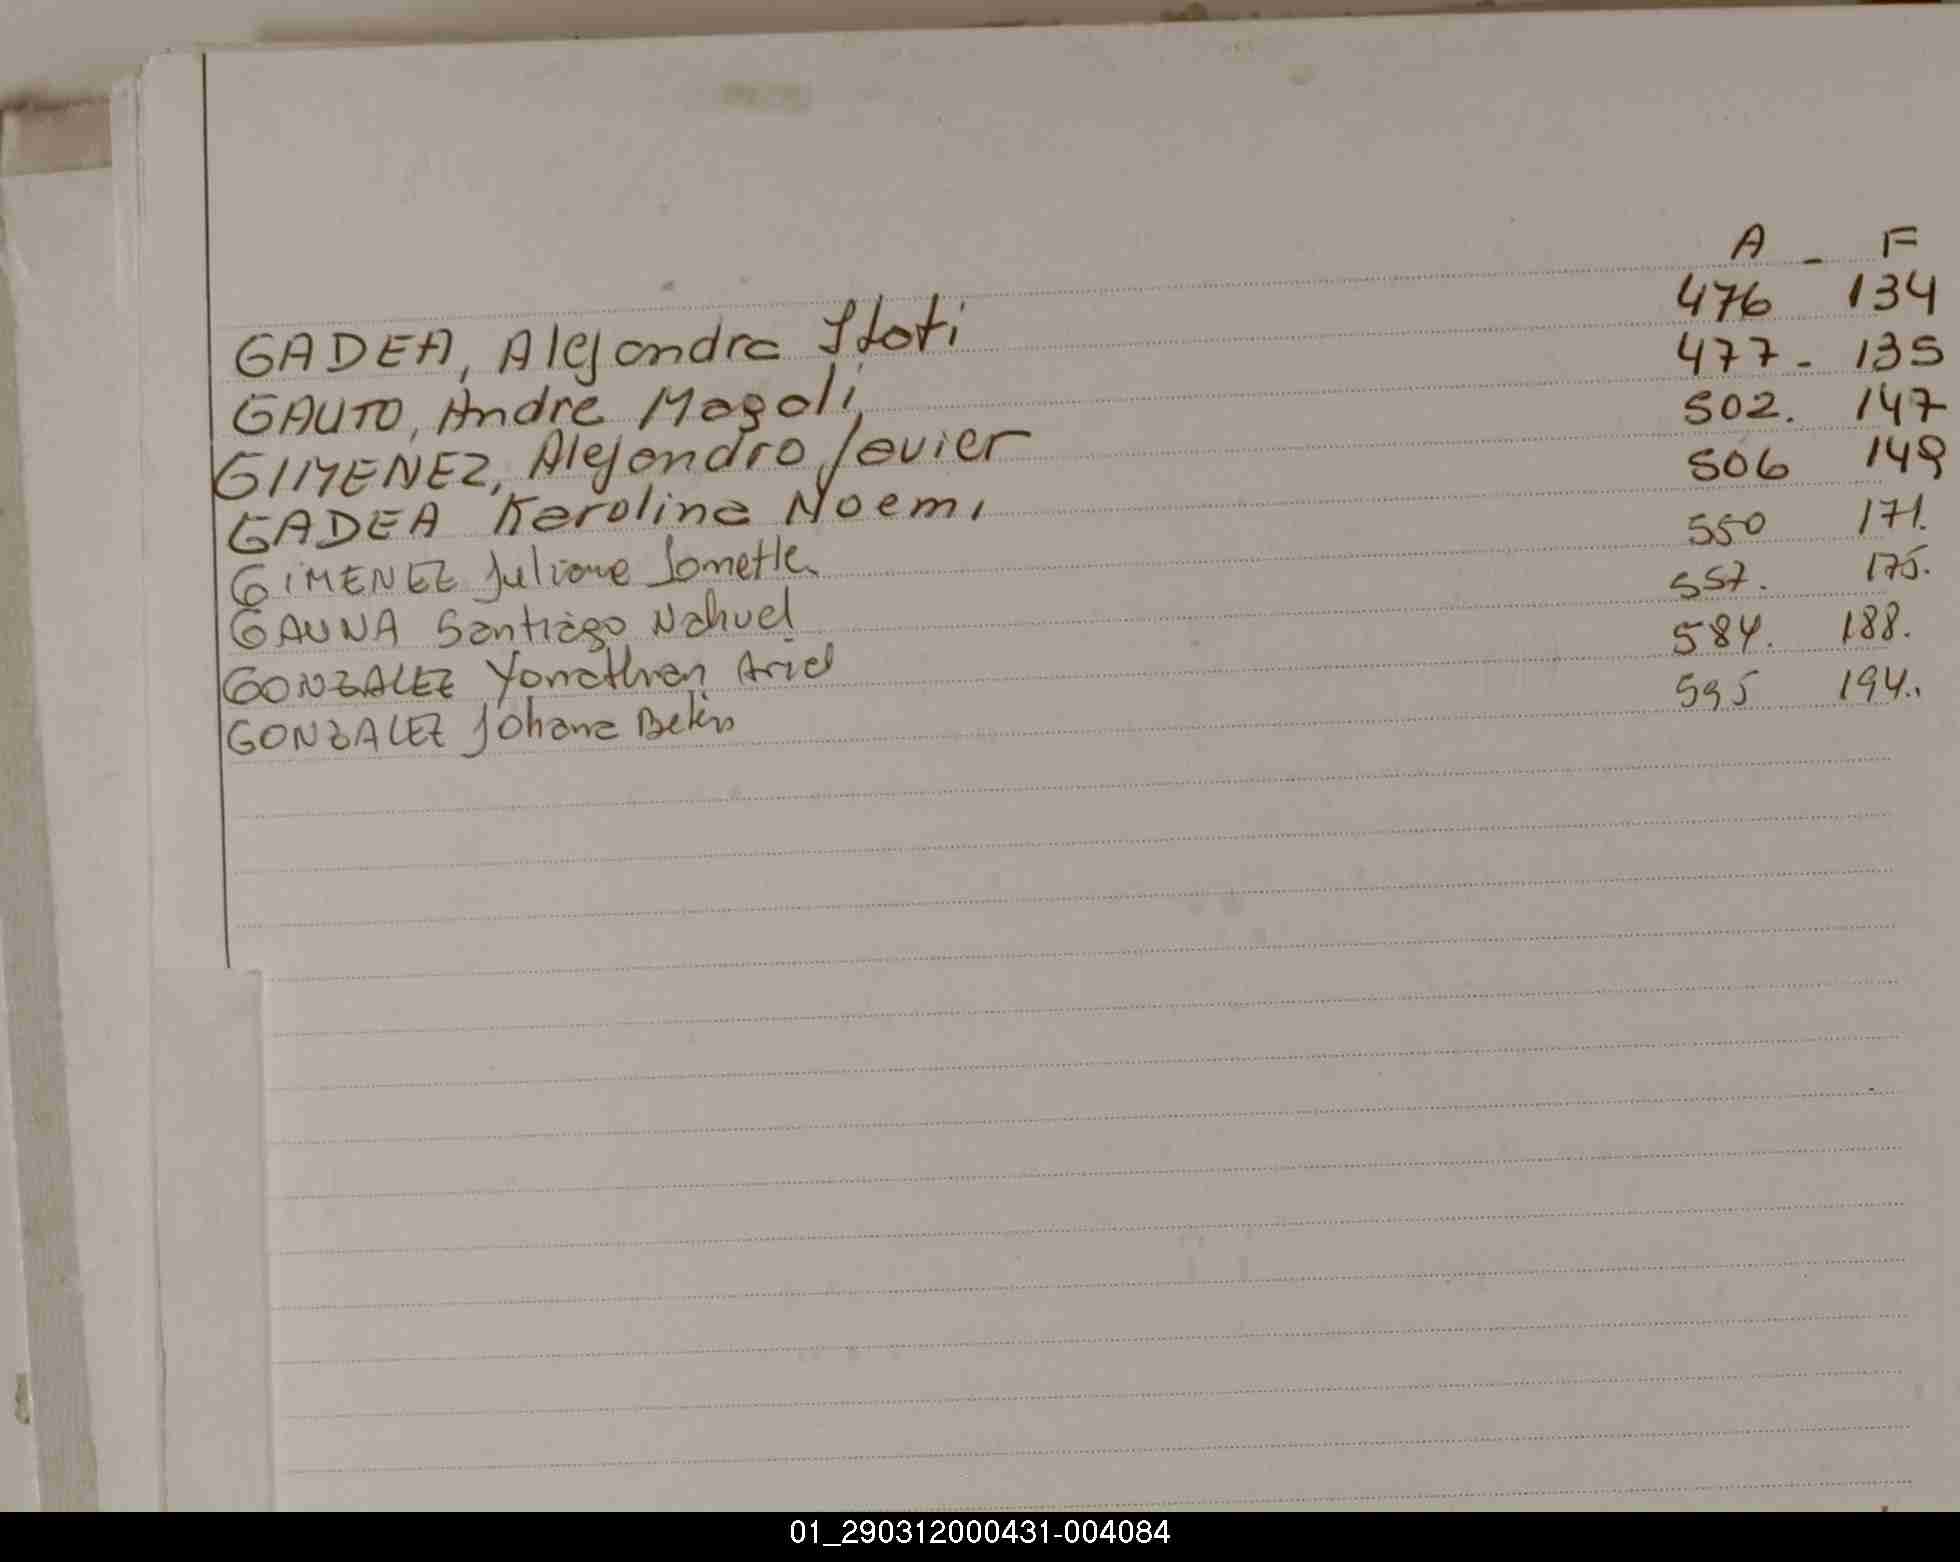 A - F
GADEA, Alejandra Itati 476 134
GAUTO, Andre Magali 477 - 135
GIMENEZ, Alejandro Javier 502. 147
GADEA Karolina Noemi 506 149
GIMENEZ Juliana 550 171.
GAUNA Santiago Nahuel 557. 175.
GONZALEZ Yonathan Ariel 584. 188.
GONZALEZ Johana Belén 595 194.
01_290312000431-004084